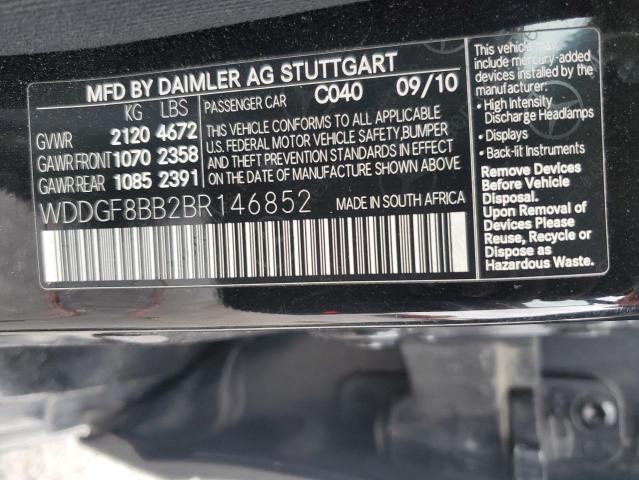 MFD BY DAIMLER AG STUTTGART
KG LBS
GVWR 2120 4672
GAWR FRONT 1070 2358
GAWR REAR 1085 2391
PASSENGER CAR C040 09/10
THIS VEHICLE CONFORMS TO ALL APPLICABLE
U.S. FEDERAL MOTOR VEHICLE SAFETY, BUMPER
AND THEFT PREVENTION STANDARDS IN EFFECT
ON THE DATE OF MANUFACTURE SHOWN ABOVE.
WDDGF8BB2BR146852
MADE IN SOUTH AFRICA
This vehicle may
include mercury-added
devices installed by the
manufacturer:
• High Intensity
Discharge Headlamps
• Displays
• Back-lit Instruments
Remove Devices
Before Vehicle
Disposal.
Upon Removal of
Devices Please
Reuse, Recycle or
Dispose as
Hazardous Waste.